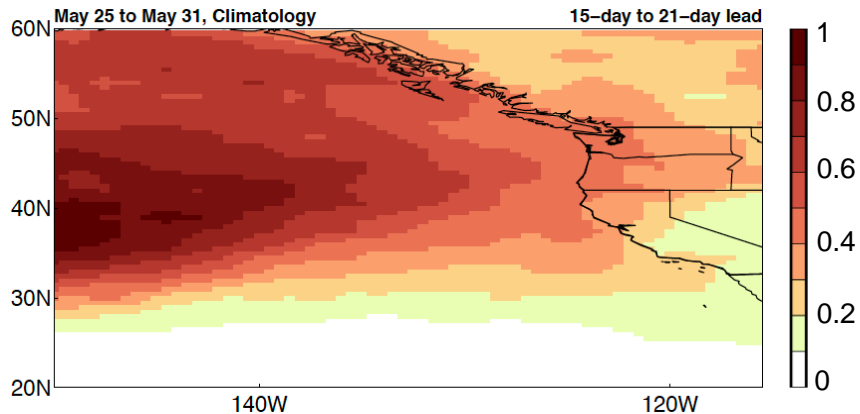 May 25 to May 31, Climatology 15-day to 21-day lead
60N
50N
40N
30N
20N
140W 120W
1
0.8
0.6
0.4
0.2
0